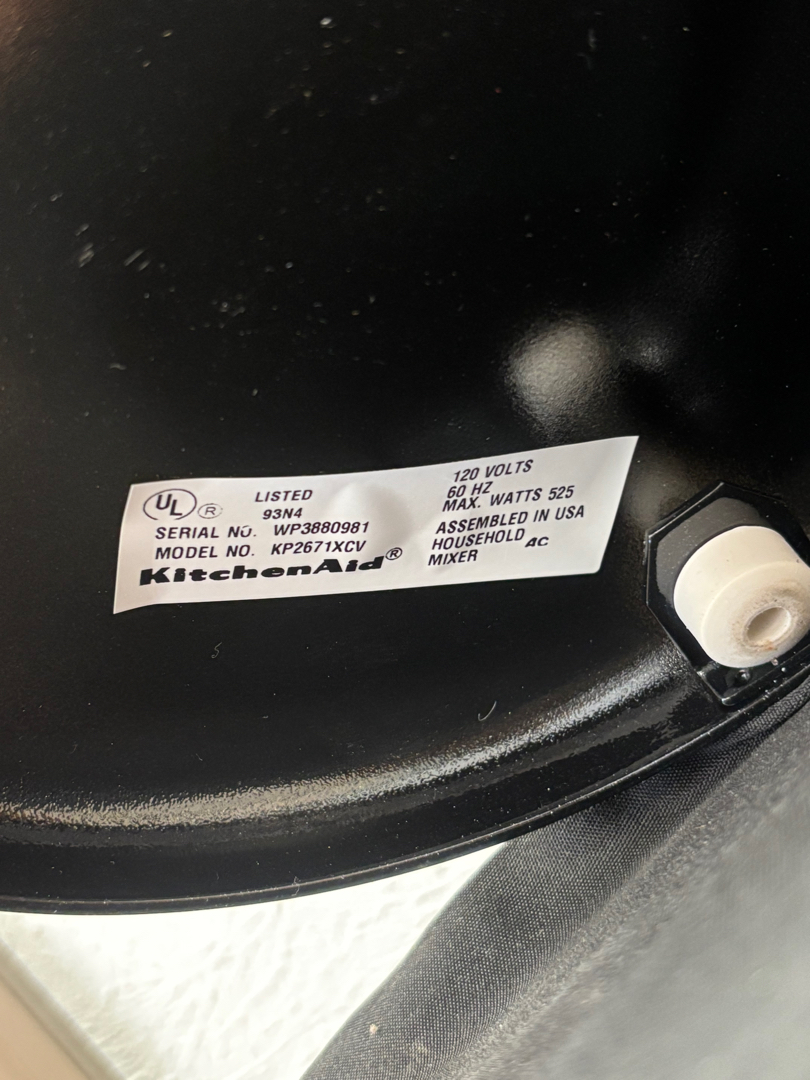 UL ® LISTED
93N4
SERIAL NO. WP3880981
MODEL NO. KP2671XCV
KitchenAid®
120 VOLTS
60 HZ
MAX. WATTS 525
ASSEMBLED IN USA
HOUSEHOLD AC
MIXER